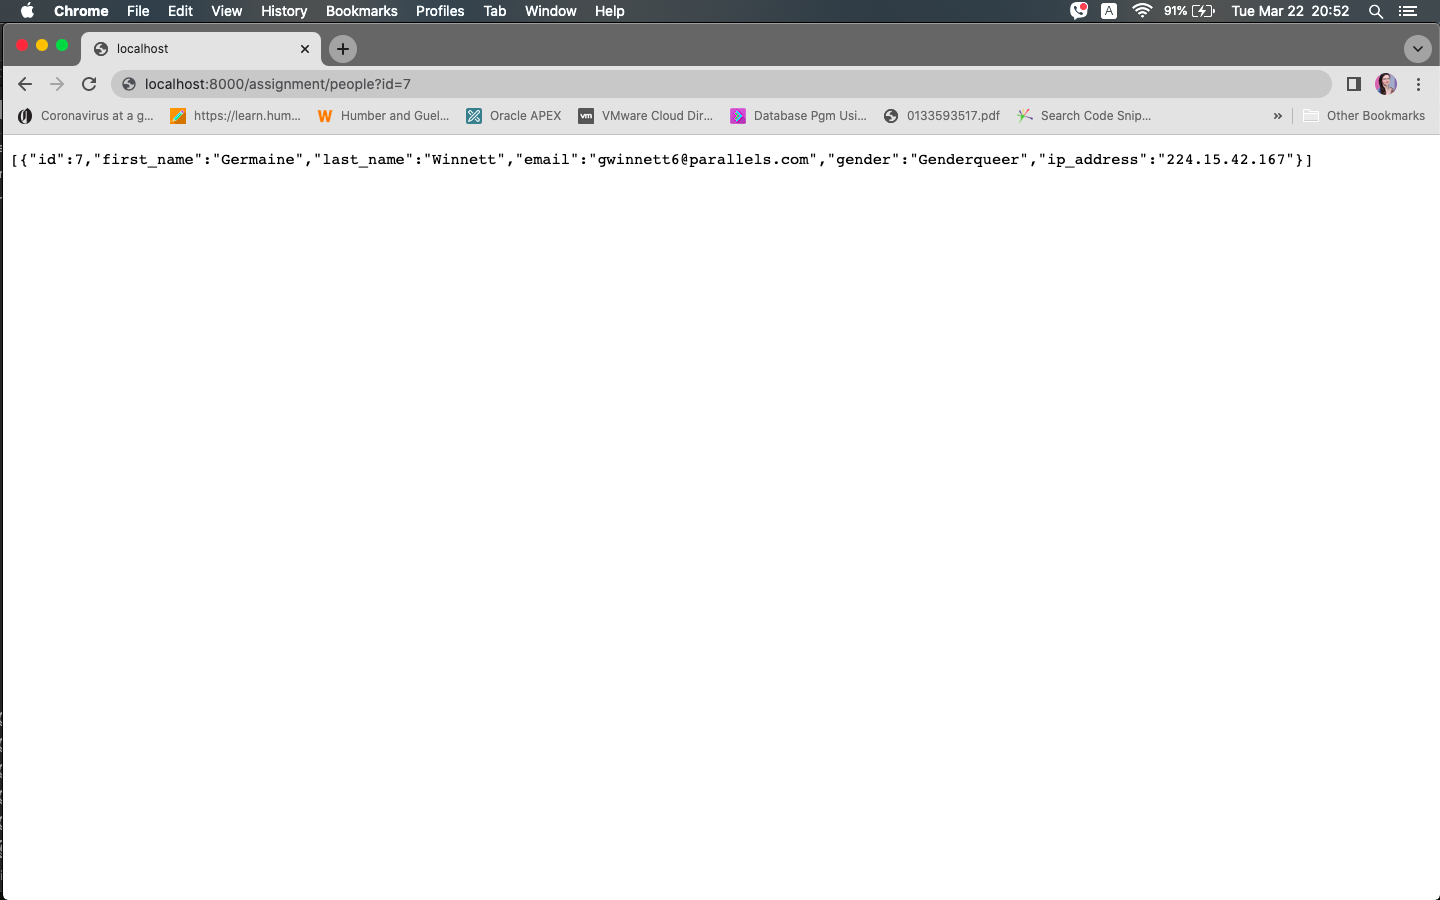 Chrome File Edit View History Bookmarks Profiles Tab Window Help A 91% Tue Mar 22 20:52
localhost
localhost:8000/assignment/people?id=7
Coronavirus at a g... https://learn.hum... Humber and Guel... Oracle APEX vm VMware Cloud Dir... Database Pgm Usi... 0133593517.pdf Search Code Snip... » Other Bookmarks
[{"id":7,"first_name":"Germaine","last_name":"Winnett","email":"gwinnett6@parallels.com","gender":"Genderqueer","ip_address":"224.15.42.167"}]